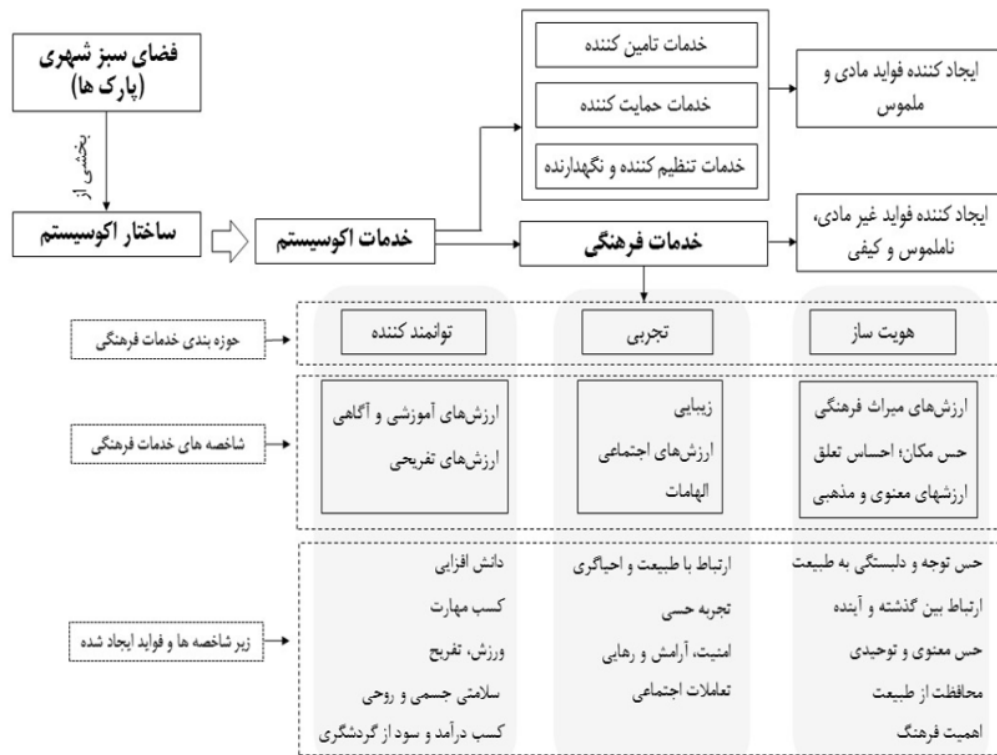 فضای سبز شهری
(پارک ها)
بخشی از
ساختار اکوسیستم
خدمات اکوسیستم
خدمات تامین کننده
خدمات حمایت کننده
خدمات تنظیم کننده و نگهدارنده
ایجاد کننده فواید مادی و
ملموس
خدمات فرهنگی
ایجاد کننده فواید غیر مادی،
ناملموس و کیفی
حوزه بندی خدمات فرهنگی
هویت ساز
تجربی
توانمند کننده
شاخصه های خدمات فرهنگی
ارزش‌های میراث فرهنگی
حس مکان؛ احساس تعلق
ارزشهای معنوی و مذهبی
زیبایی
ارزش‌های اجتماعی
الهامات
ارزش‌های آموزشی و آگاهی
ارزش‌های تفریحی
زیر شاخصه ها و فواید ایجاد شده
حس توجه و دلبستگی به طبیعت
ارتباط بین گذشته و آینده
حس معنوی و توحیدی
محافظت از طبیعت
اهمیت فرهنگ
ارتباط با طبیعت و احیاگری
تجربه حسی
امنیت، آرامش و رهایی
تعاملات اجتماعی
دانش افزایی
کسب مهارت
ورزش، تفریح
سلامتی جسمی و روحی
کسب درآمد و سود از گردشگری